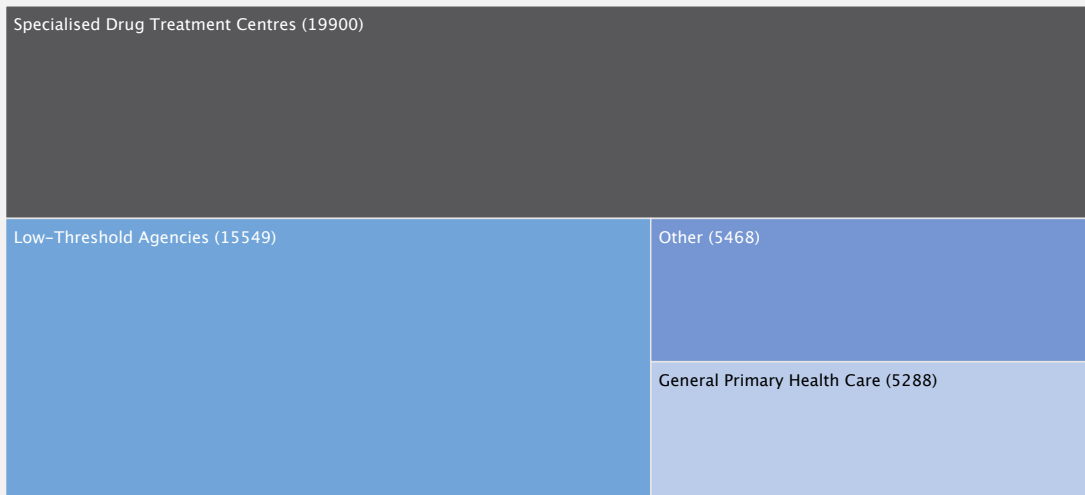 Specialised Drug Treatment Centres (19900)
Low-Threshold Agencies (15549)
Other (5468)
General Primary Health Care (5288)